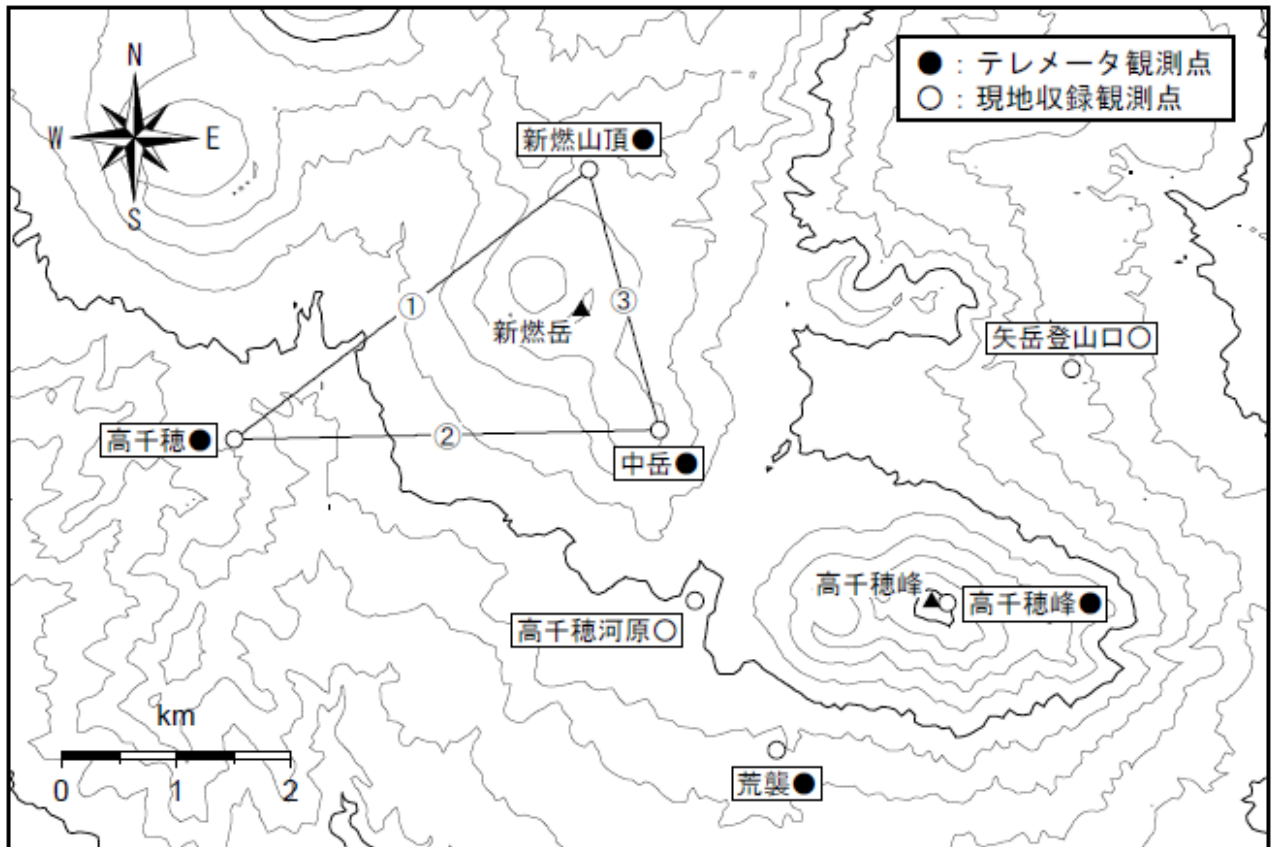 N
W
E
S
●：テレメータ観測点
○：現地収録観測点
新燃山頂●
①
③
新燃岳
矢岳登山口○
高千穂●
②
中岳●
高千穂峰
高千穂峰●
高千穂河原○
km
0 1 2
荒襲●